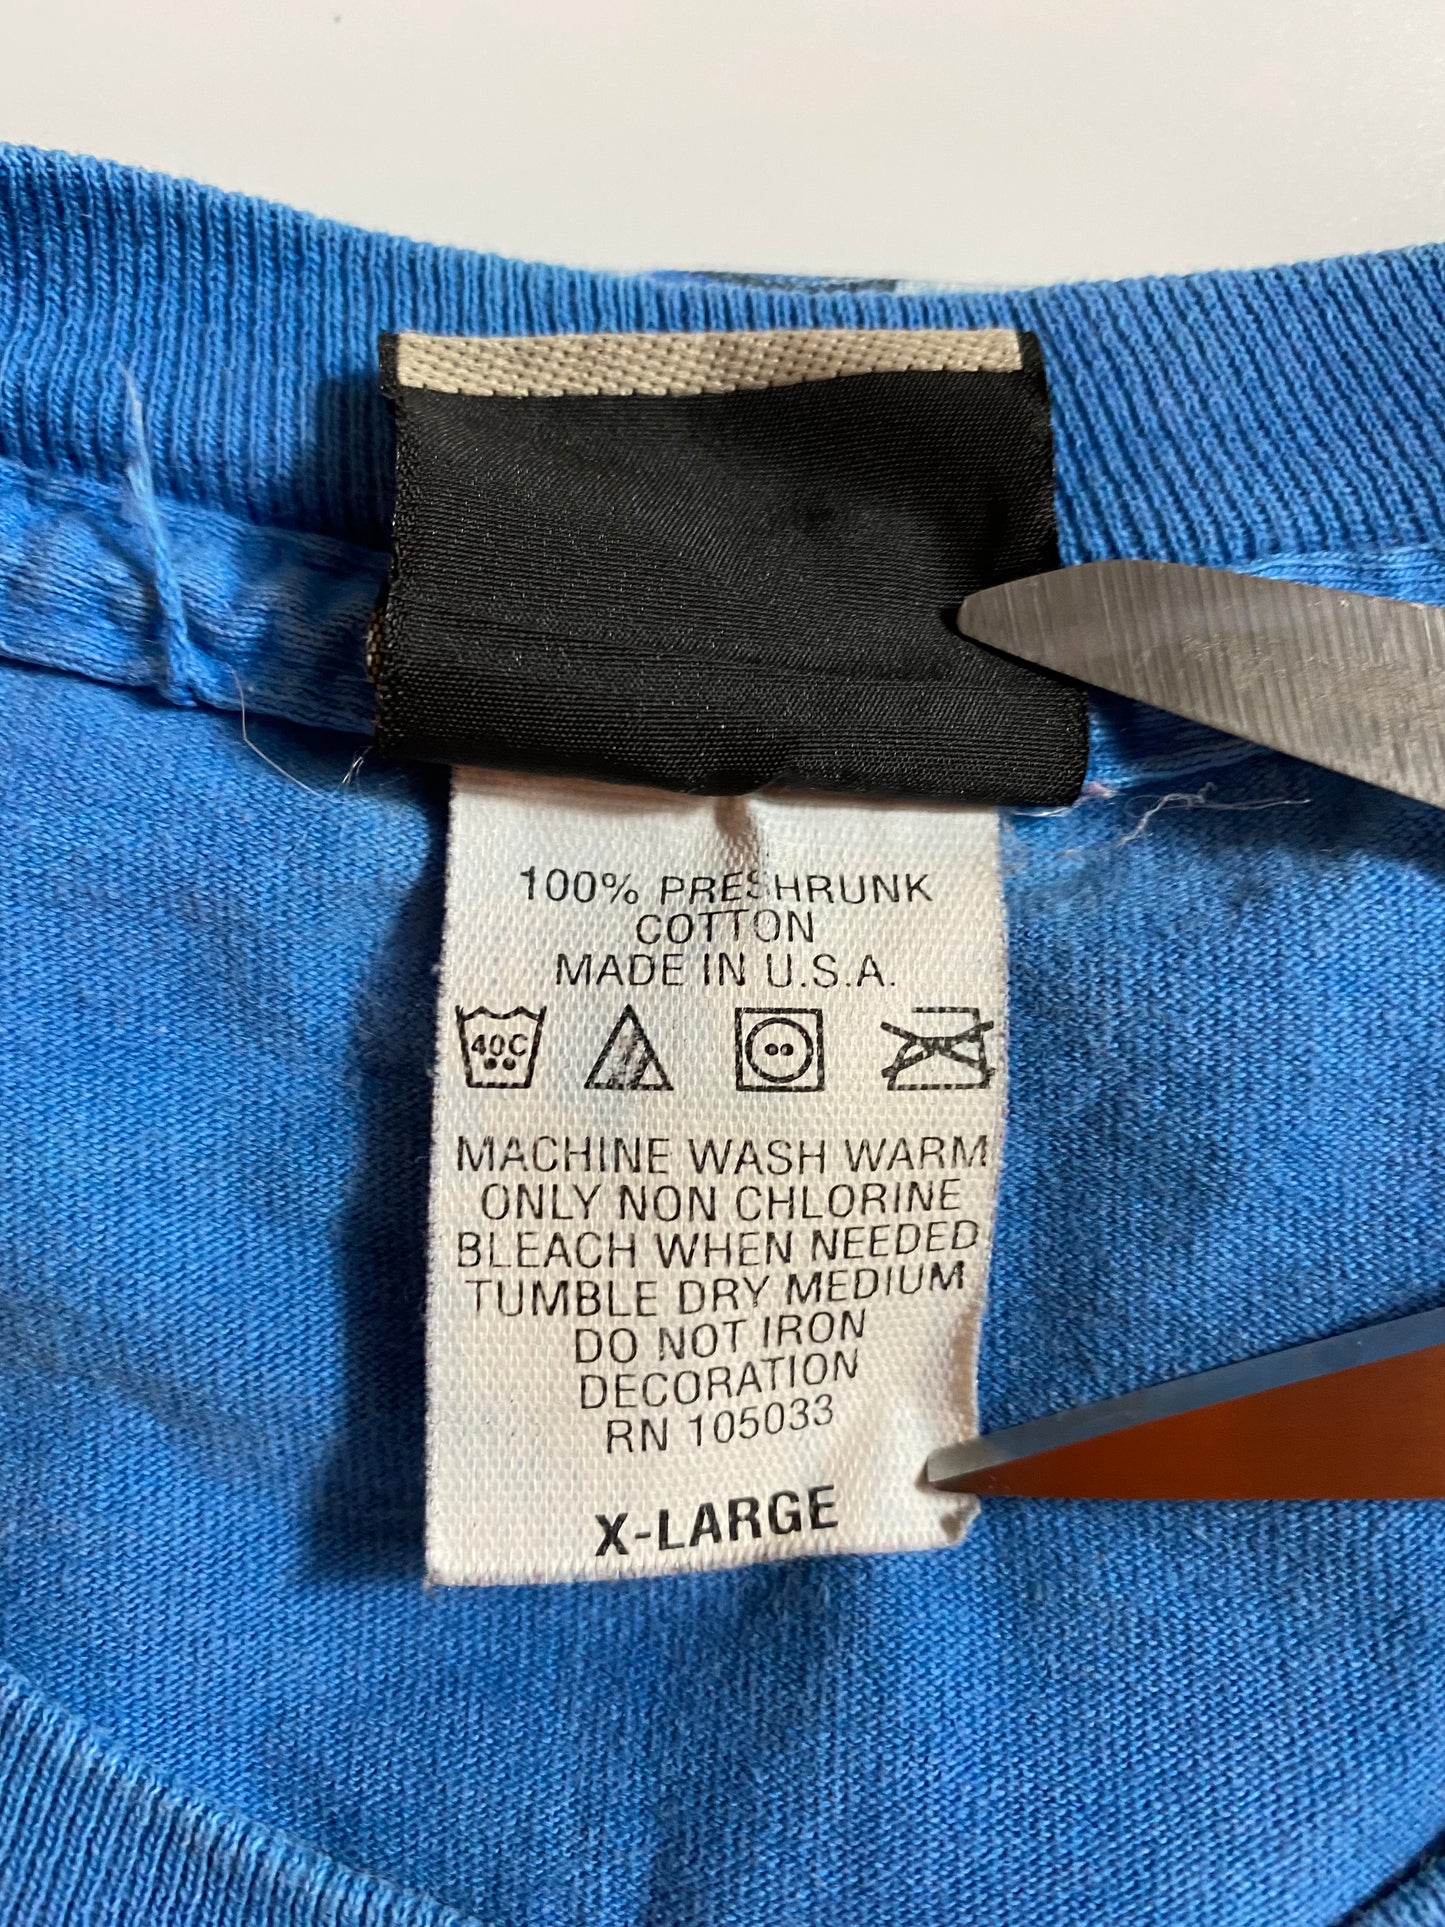 100% PRESHRUNK
COTTON
MADE IN U.S.A.
40C
MACHINE WASH WARM
ONLY NON CHLORINE
BLEACH WHEN NEEDED
TUMBLE DRY MEDIUM
DO NOT IRON
DECORATION
RN 105033
X-LARGE